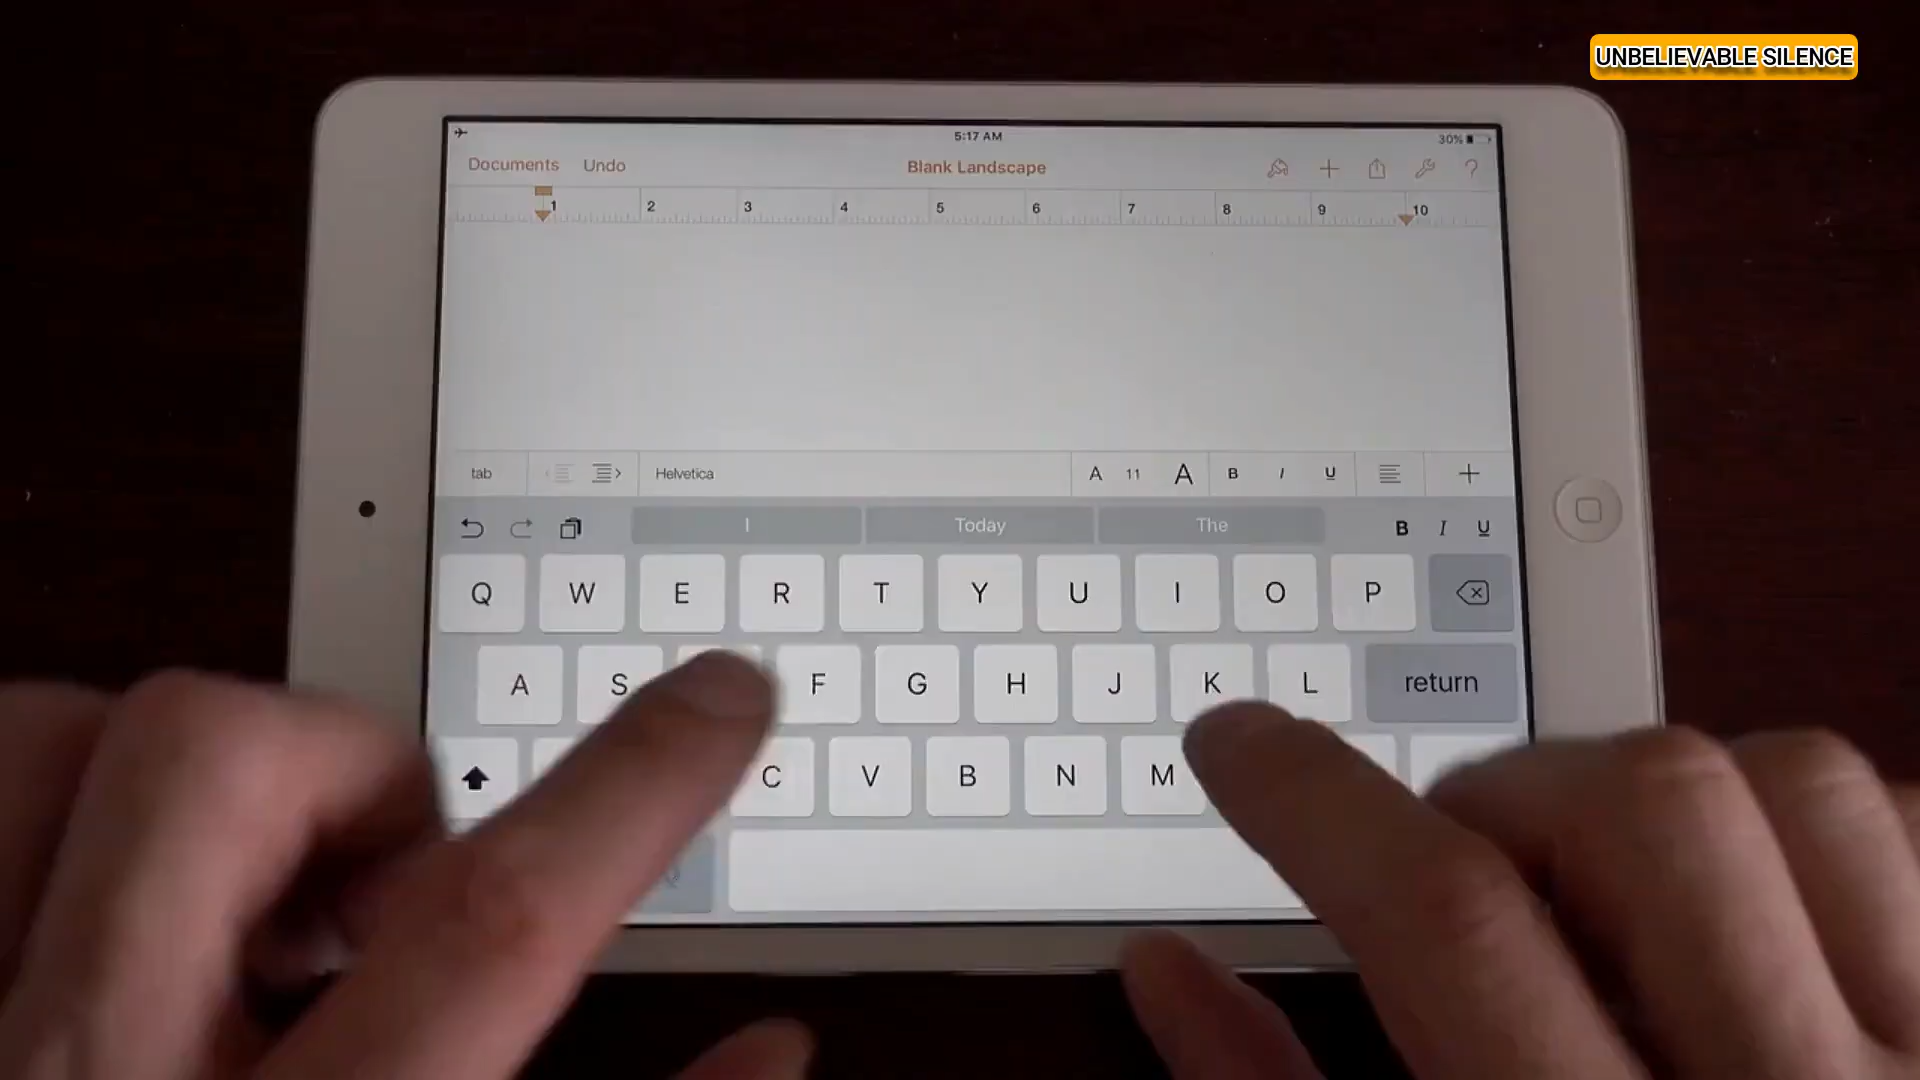 UNBELIEVABLE SILENCE
5:17 AM
30%
Documents Undo Blank Landscape ?
1 2 3 4 5 6 7 8 9 10
tab Helvetica A 11 A B I U
I Today The B I U
Q W E R T Y U I O P
A S F G H J K L return
C V B N M